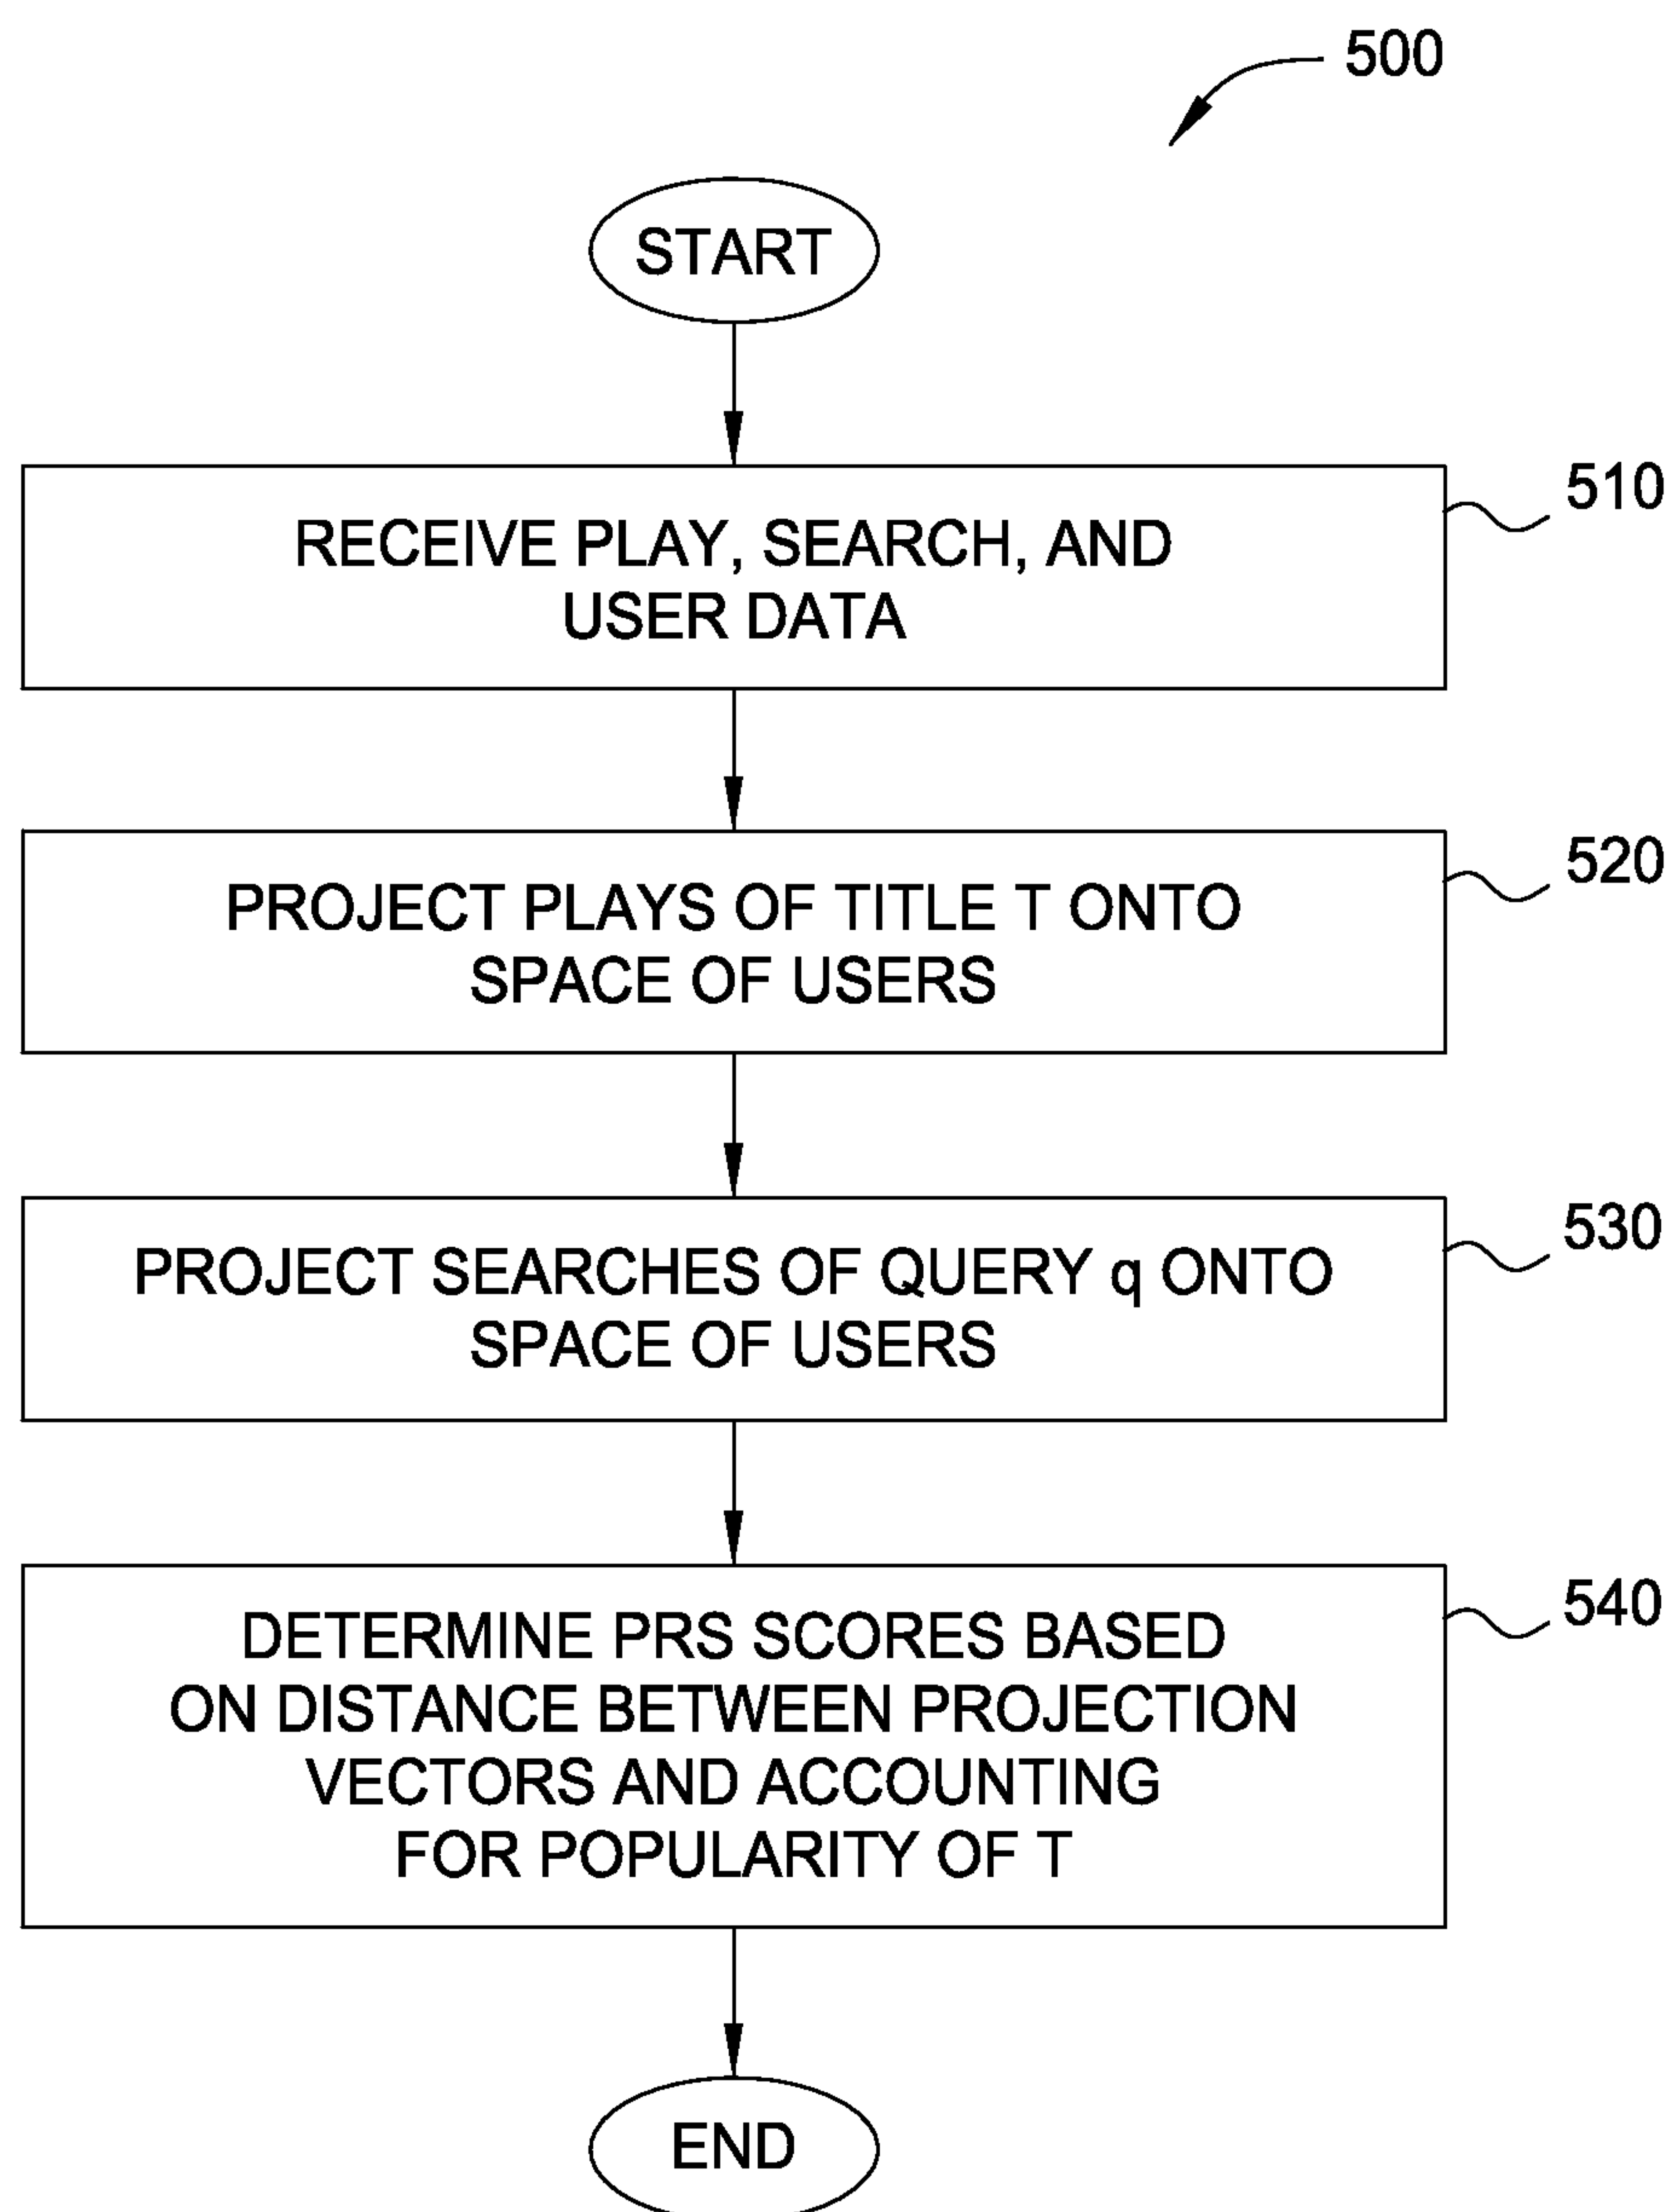 500
START
510
RECEIVE PLAY, SEARCH, AND
USER DATA
520
PROJECT PLAYS OF TITLE T ONTO
SPACE OF USERS
530
PROJECT SEARCHES OF QUERY q ONTO
SPACE OF USERS
540
DETERMINE PRS SCORES BASED
ON DISTANCE BETWEEN PROJECTION
VECTORS AND ACCOUNTING
FOR POPULARITY OF T
END